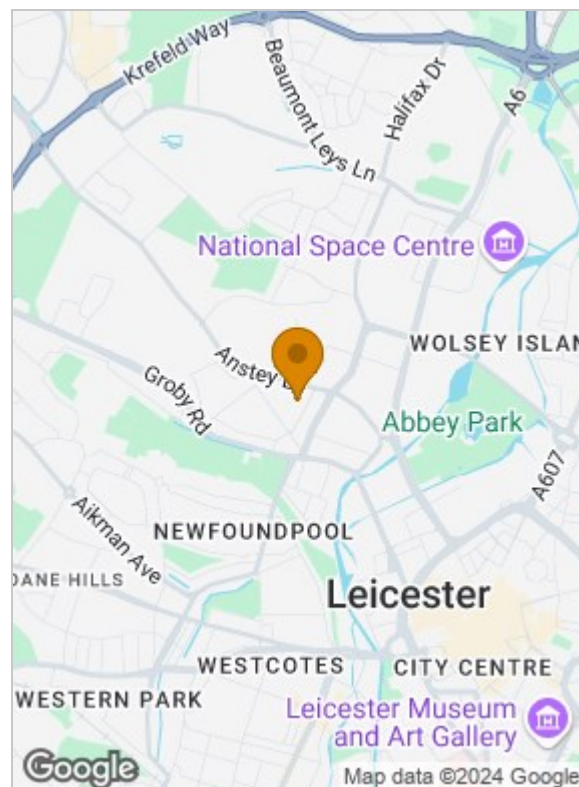 Krefeld Way
Beaumont Leys Ln
Halifax Dr
A6
National Space Centre
WOLSEY ISLAN
Anstey L
Groby Rd
Abbey Park
A607
Aikman Ave
NEWFOUNDPOOL
DANE HILLS
Leicester
WESTCOTES
CITY CENTRE
WESTERN PARK
Leicester Museum
and Art Gallery
Google
Map data ©2024 Google